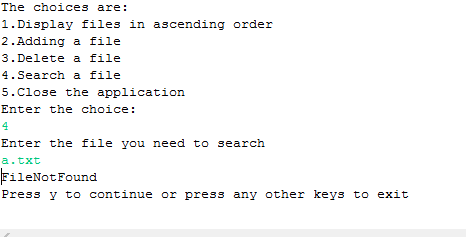 The choices are:
1.Display files in ascending order
2.Adding a file
3.Delete a file
4.Search a file
5.Close the application
Enter the choice:
4
Enter the file you need to search
a.txt
FileNotFound
Press y to continue or press any other keys to exit